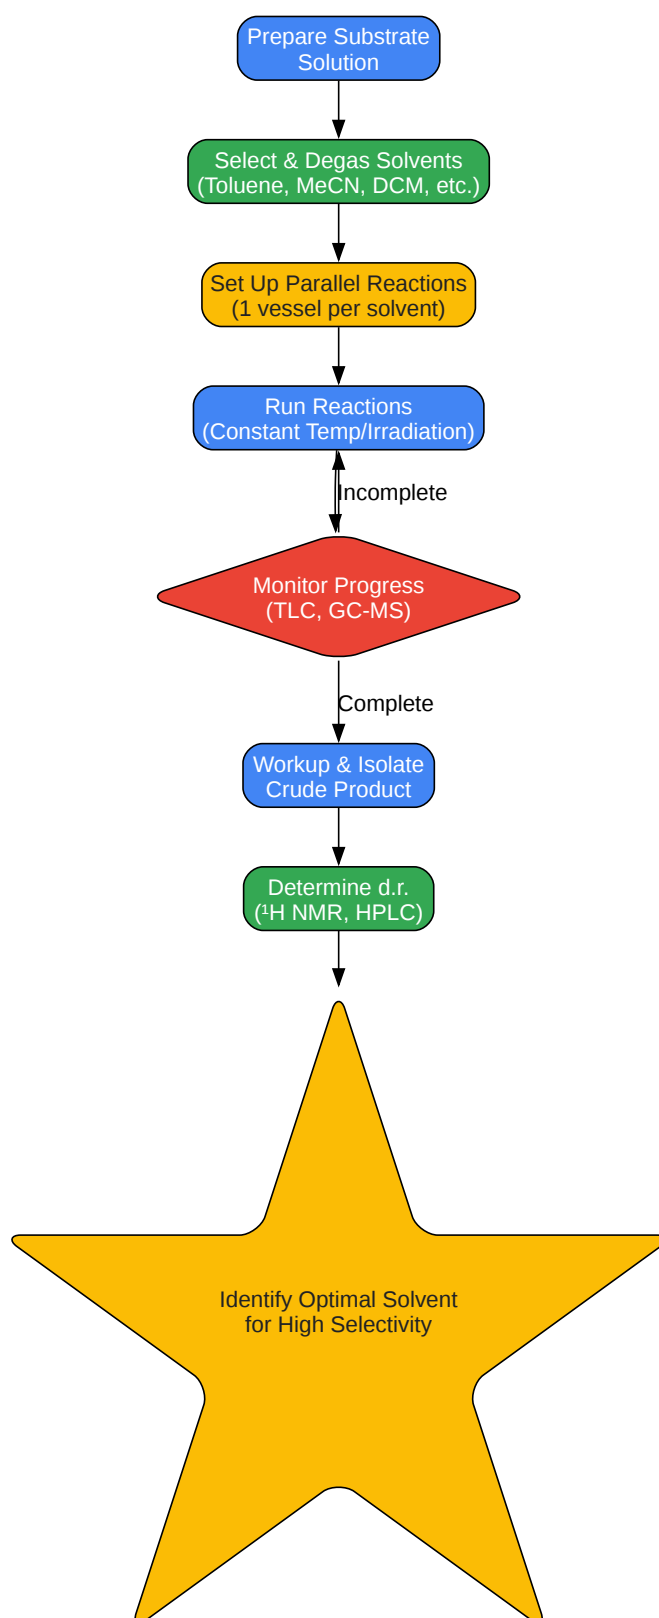 Prepare Substrate
Solution
Select & Degas Solvents
(Toluene, MeCN, DCM, etc.)
Set Up Parallel Reactions
(1 vessel per solvent)
Run Reactions
(Constant Temp/Irradiation)
Incomplete
Monitor Progress
(TLC, GC-MS)
Complete
Workup & Isolate
Crude Product
Determine d.r.
(¹H NMR, HPLC)
Identify Optimal Solvent
for High Selectivity